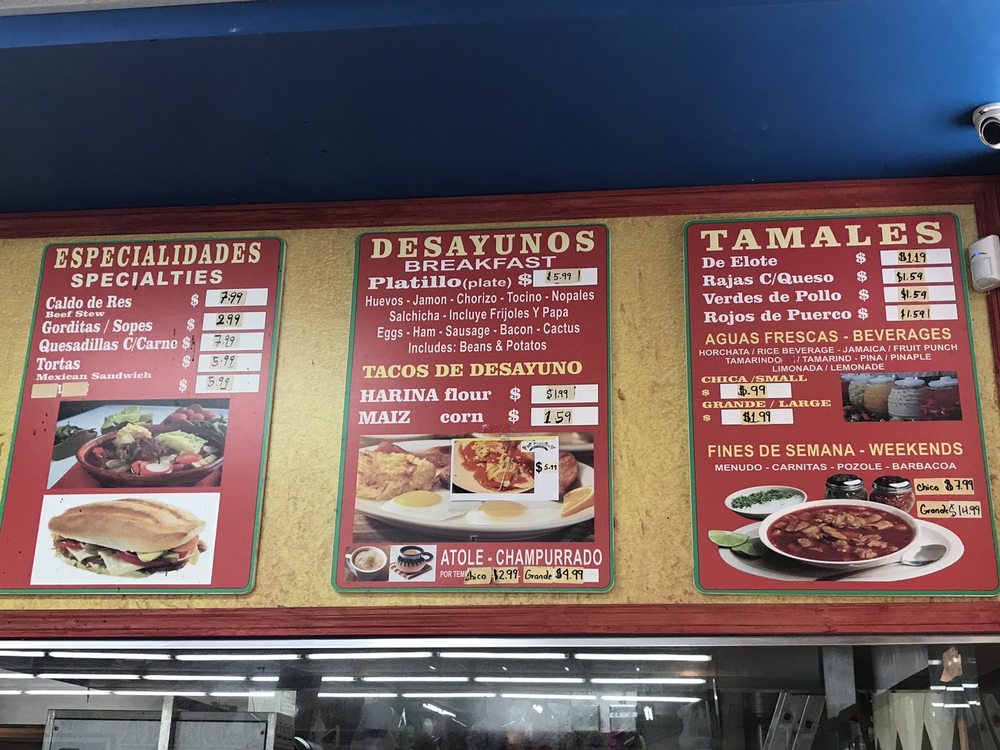 ESPECIALIDADES
SPECIALTIES
Caldo de Res $ 7.99
Beef Stew
Gorditas / Sopes $ 2.99
Quesadillas C/Carne $ 7.99
Tortas $ 5.99
Mexican Sandwich
$ 5.99
DESAYUNOS
BREAKFAST
Platillo(plate) $ $5.99
Huevos - Jamon - Chorizo - Tocino - Nopales
Salchicha - Incluye Frijoles Y Papa
Eggs - Ham - Sausage - Bacon - Cactus
Includes: Beans & Potatos
TACOS DE DESAYUNO
HARINA flour $ $1.99
MAIZ corn $ 1.59
$5.99
ATOLE - CHAMPURRADO
POR TEM
Chico $2.99 Grande $4.99
TAMALES
De Elote $ $1.19
Rajas C/Queso $ $1.59
Verdes de Pollo $ $1.59
Rojos de Puerco $ $1.59
AGUAS FRESCAS - BEVERAGES
HORCHATA / RICE BEVERAGE - JAMAICA / FRUIT PUNCH
TAMARINDO // TAMARIND - PINA / PINAPLE
LIMONADA / LEMONADE
CHICA /SMALL
$ $.99
GRANDE / LARGE
$ $1.99
FINES DE SEMANA - WEEKENDS
MENUDO - CARNITAS - POZOLE - BARBACOA
Chico $7.99
Grande $14.99